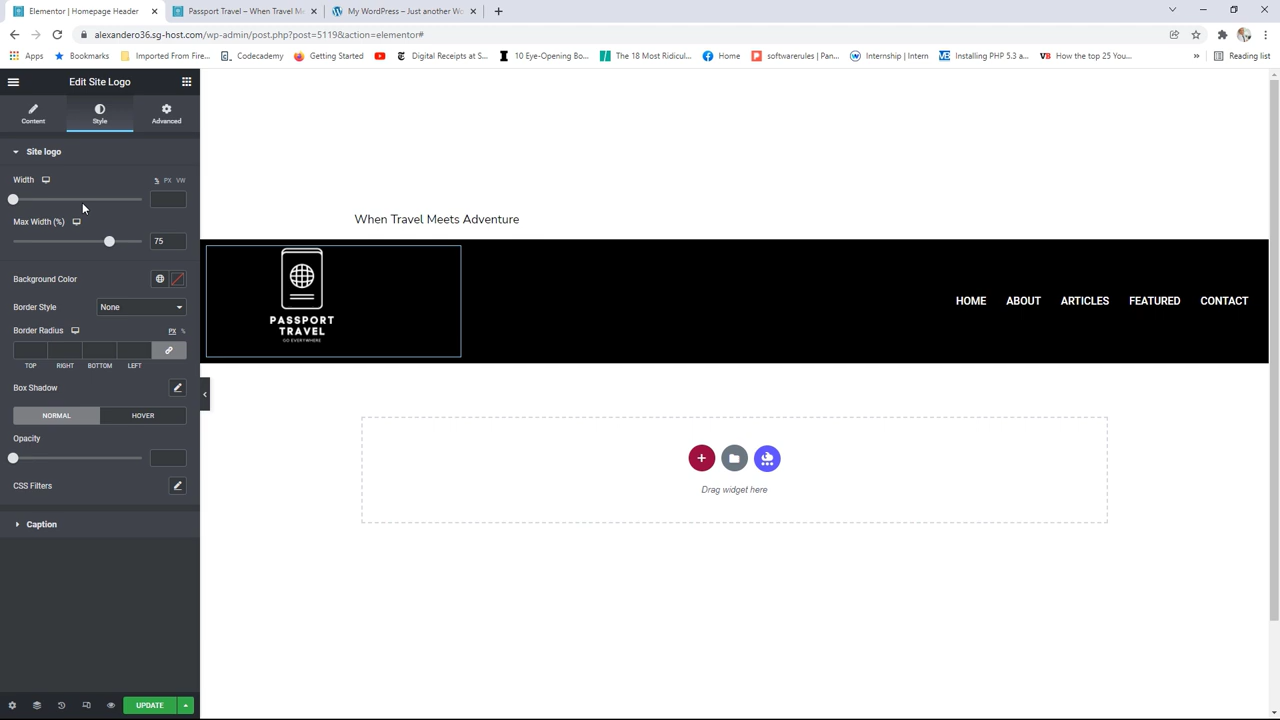 Elementor | Homepage Header
Passport Travel – When Travel Me
My WordPress – Just another Wo
alexandero36.sg-host.com/wp-admin/post.php?post=5119&action=elementor#
Apps
Bookmarks
Imported From Fire...
Codecademy
Getting Started
Digital Receipts at S...
10 Eye-Opening Bo...
The 18 Most Ridicul...
Home
softwarerules | Pan...
Internship | Intern
Installing PHP 5.3 a...
How the top 25 You...
»
Reading list
Edit Site Logo
Content
Style
Advanced
Site logo
Width
% PX VW
Max Width (%)
75
Background Color
Border Style
None
Border Radius
PX %
TOP RIGHT BOTTOM LEFT
Box Shadow
NORMAL HOVER
Opacity
CSS Filters
Caption
UPDATE
When Travel Meets Adventure
PASSPORT
TRAVEL
GO EVERYWHERE
HOME ABOUT ARTICLES FEATURED CONTACT
Drag widget here